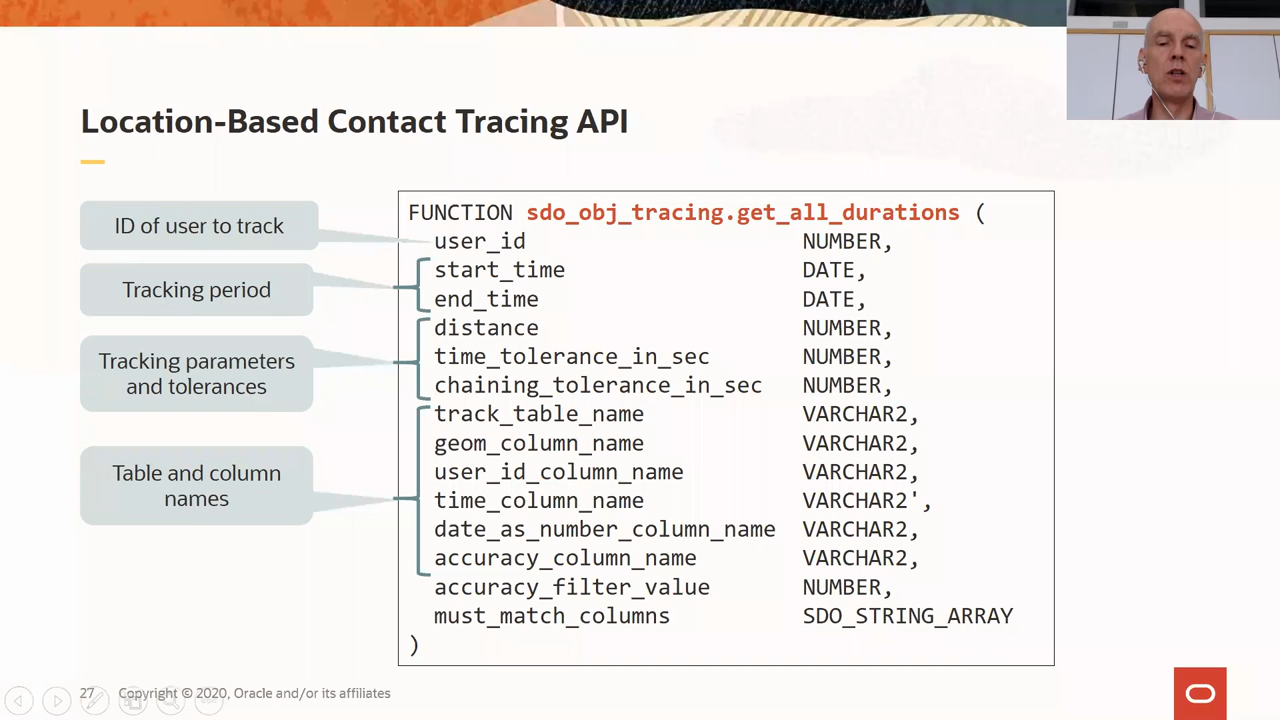 Location-Based Contact Tracing API
ID of user to track
Tracking period
Tracking parameters
and tolerances
Table and column
names
FUNCTION sdo_obj_tracing.get_all_durations (
user_id NUMBER,
start_time DATE,
end_time DATE,
distance NUMBER,
time_tolerance_in_sec NUMBER,
chaining_tolerance_in_sec NUMBER,
track_table_name VARCHAR2,
geom_column_name VARCHAR2,
user_id_column_name VARCHAR2,
time_column_name VARCHAR2',
date_as_number_column_name VARCHAR2,
accuracy_column_name VARCHAR2,
accuracy_filter_value NUMBER,
must_match_columns SDO_STRING_ARRAY
)
27 Copyright © 2020, Oracle and/or its affiliates